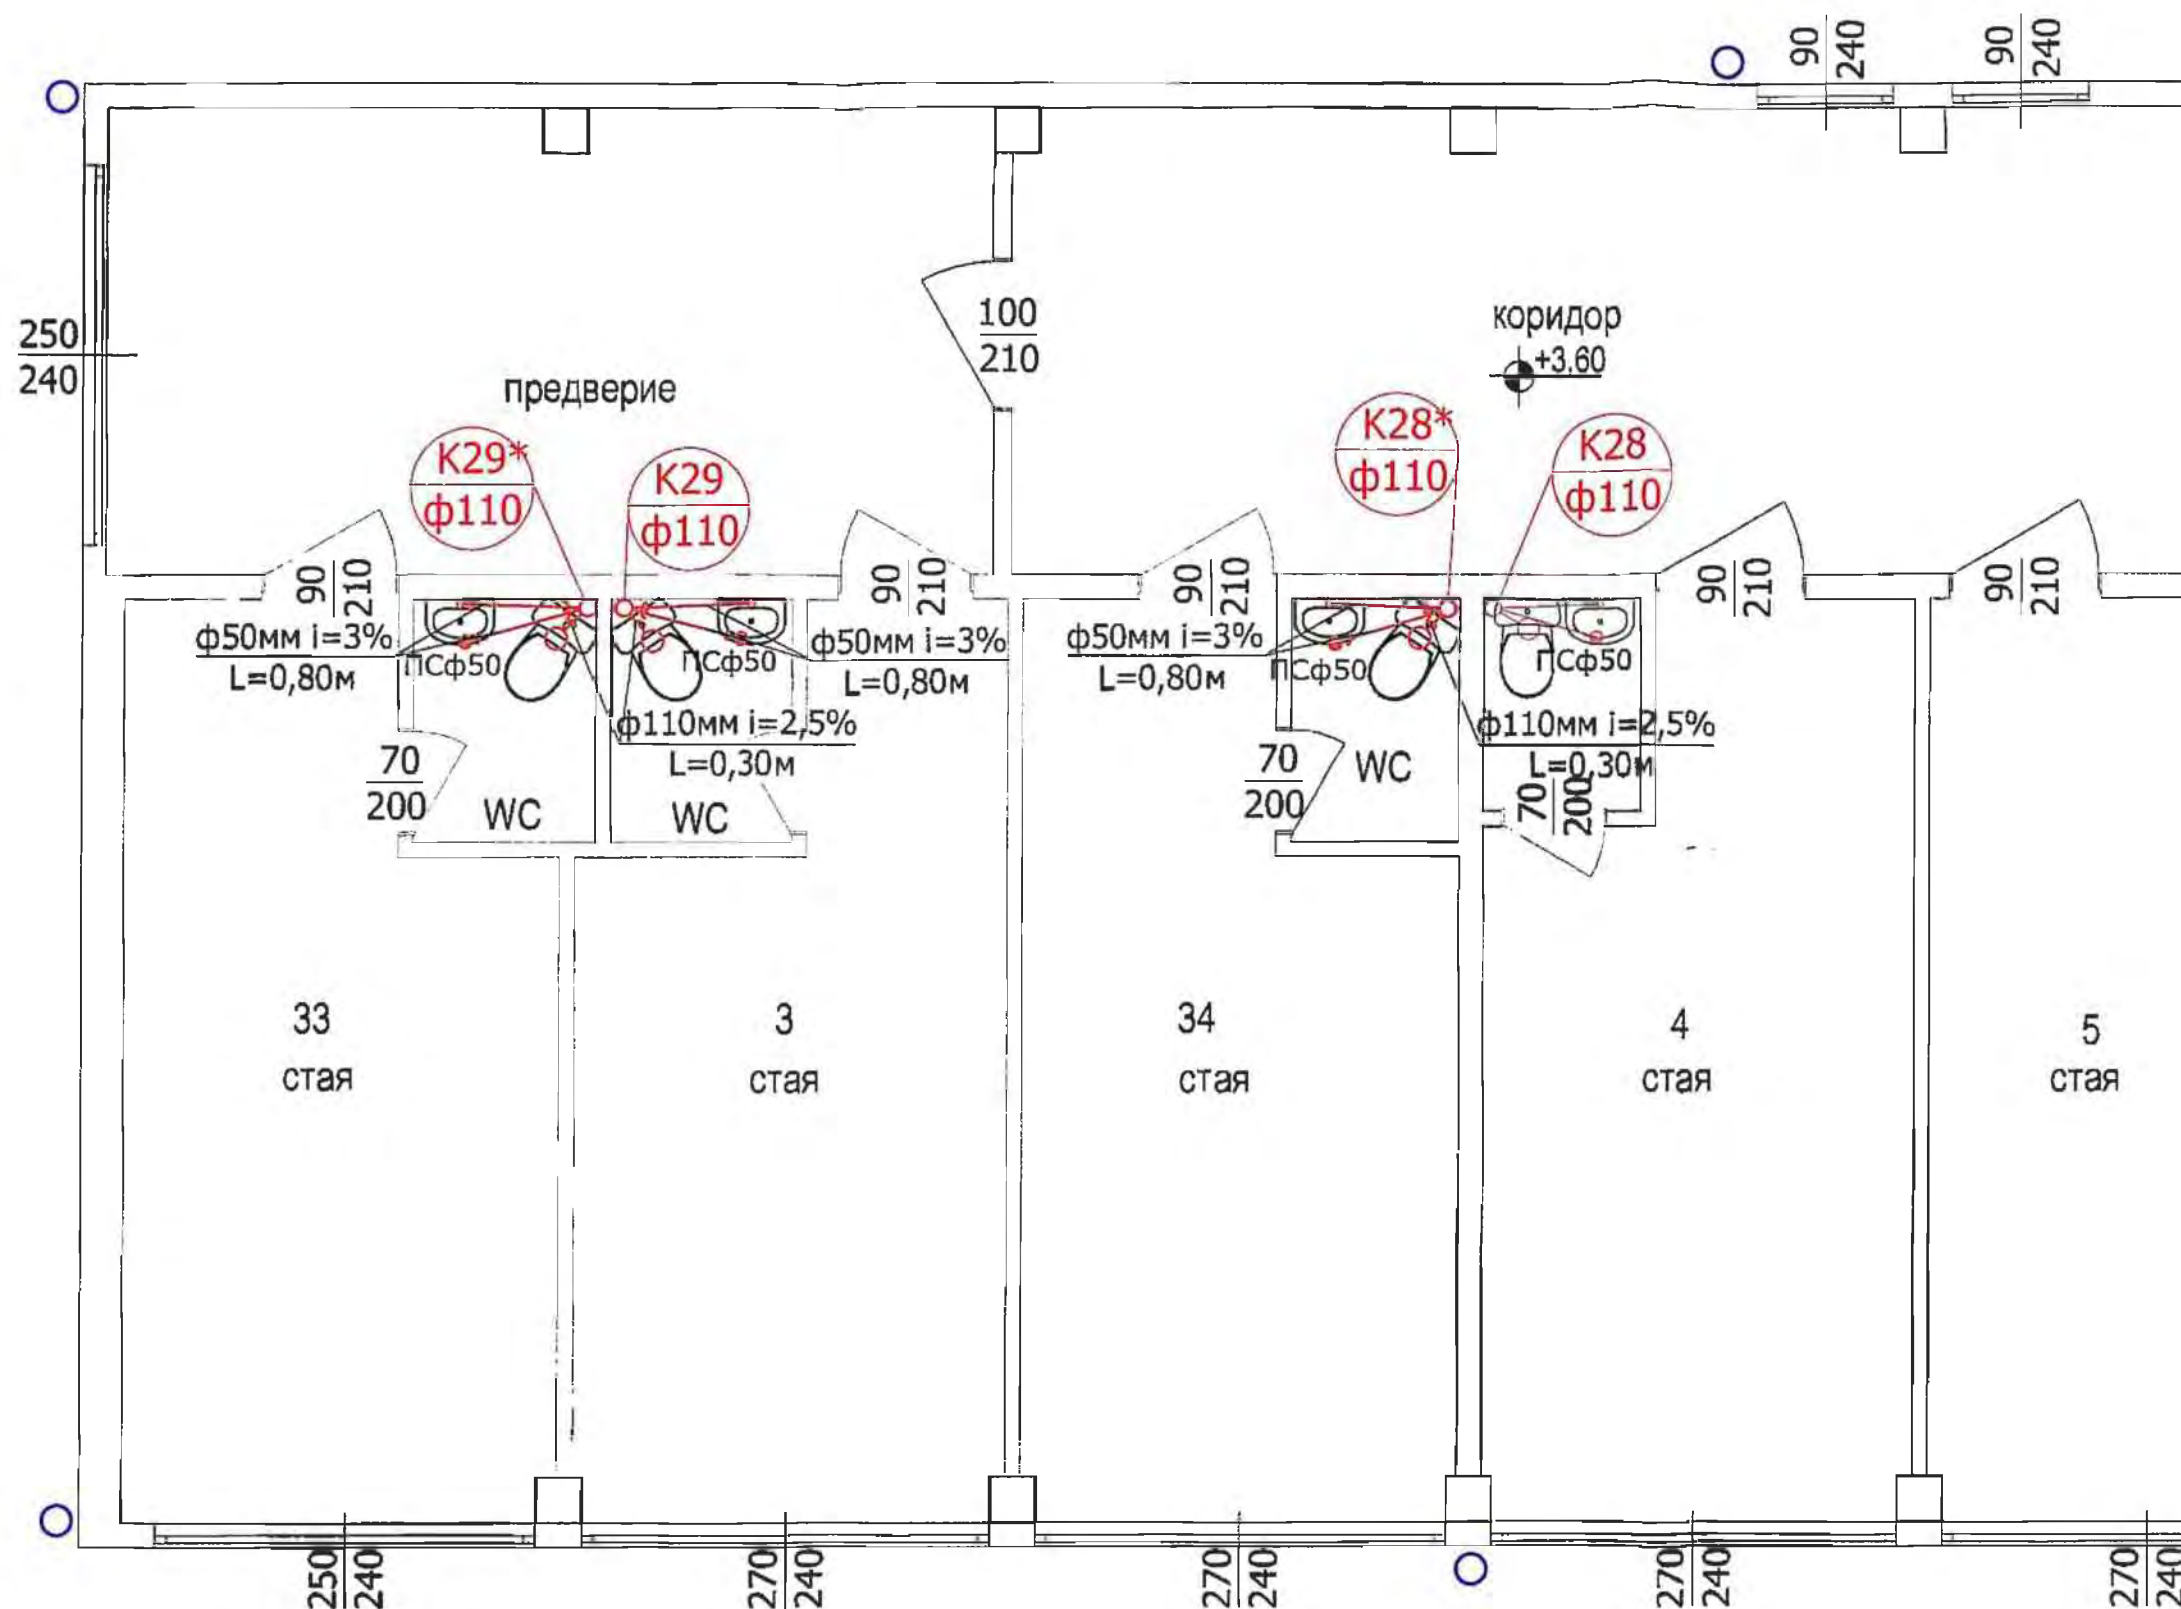 90
240
90
240
250
240
100
210
коридор
+3.60
предверие
К29*
ф110
К29
ф110
К28*
ф110
К28
ф110
90
210
90
210
90
210
90
210
90
210
ф50мм i=3%
L=0,80м
ПСф50
ПСф50
ф50мм i=3%
L=0,80м
ф50мм i=3%
L=0,80м
ПСф50
ПСф50
ф110мм i=2,5%
L=0,30м
ф110мм i=2,5%
L=0,30м
70
200
WC
WC
70
200
WC
70
200
33
стая
3
стая
34
стая
4
стая
5
стая
250
240
270
240
270
240
270
240
270
240